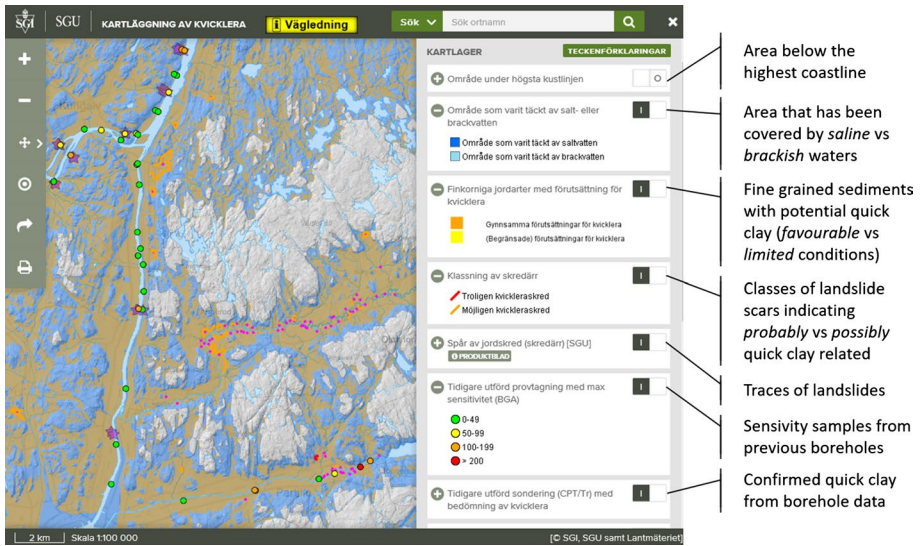 SGI
SGU
KARTLÄGGNING AV KVICKLERA
i Vägledning
Sök
Sök ortnamn
KARTLAGER
TECKENFÖRKLARINGAR
Område under högsta kustlinjen
Område som varit täckt av salt- eller
brackvatten
Område som varit täckt av saltvatten
Område som varit täckt av brackvatten
Finkorniga jordarter med förutsättning för
kvicklera
Gynnsamma förutsättningar för kvicklera
(Begränsade) förutsättningar för kvicklera
Klassning av skredärr
Troligen kvickleraskred
Möjligen kvickleraskred
Spår av jordskred (skredärr) [SGU]
PRODUKTBLAD
Tidigare utförd provtagning med max
sensitivitet (BGA)
0-49
50-99
100-199
> 200
Tidigare utförd sondering (CPT/Tr) med
bedömning av kvicklera
2 km
Skala 1:100 000
[© SGI, SGU samt Lantmäteriet]
Area below the
highest coastline
Area that has been
covered by saline vs
brackish waters
Fine grained sediments
with potential quick
clay (favourable vs
limited conditions)
Classes of landslide
scars indicating
probably vs possibly
quick clay related
Traces of landslides
Sensivity samples from
previous boreholes
Confirmed quick clay
from borehole data